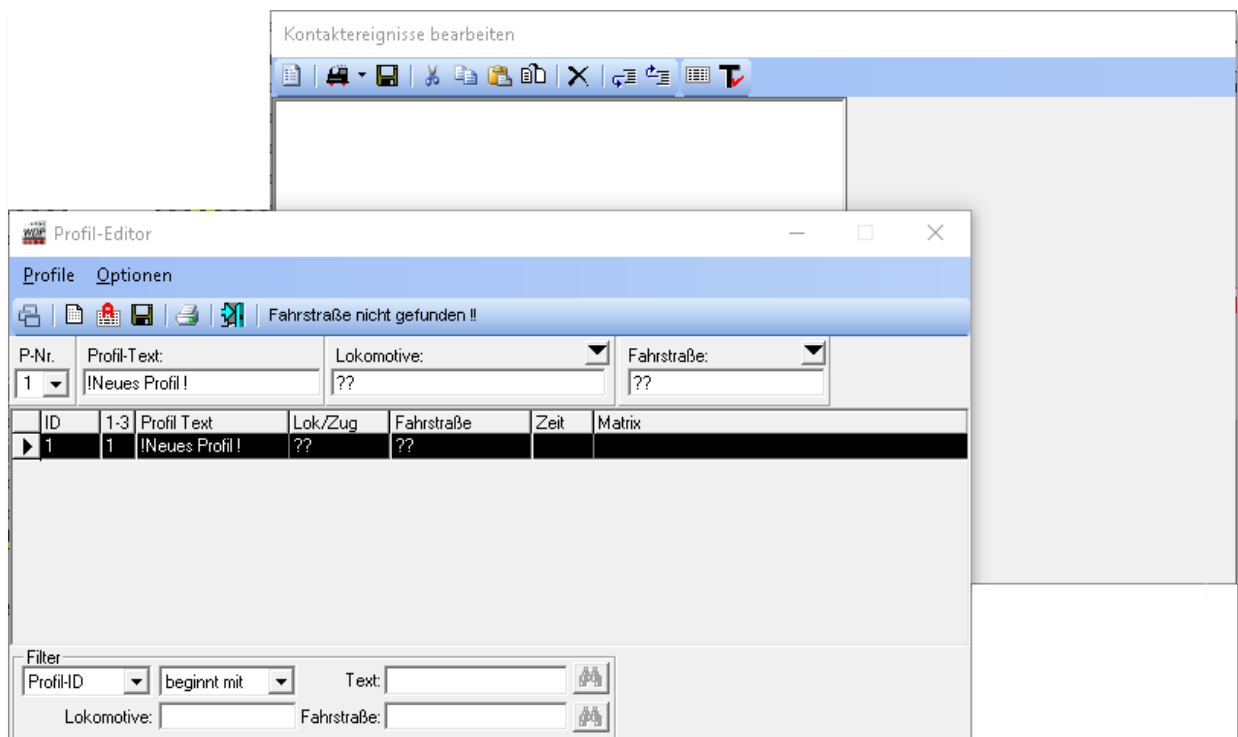 Kontaktereignisse bearbeiten
WDP Profil-Editor
Profile Optionen
Fahrstraße nicht gefunden !!
P-Nr. Profil-Text: Lokomotive: Fahrstraße:
1 !Neues Profil ! ?? ??
ID 1-3 Profil Text Lok/Zug Fahrstraße Zeit Matrix
1 1 !Neues Profil ! ?? ??
Filter
Profil-ID beginnt mit Text:
Lokomotive: Fahrstraße: